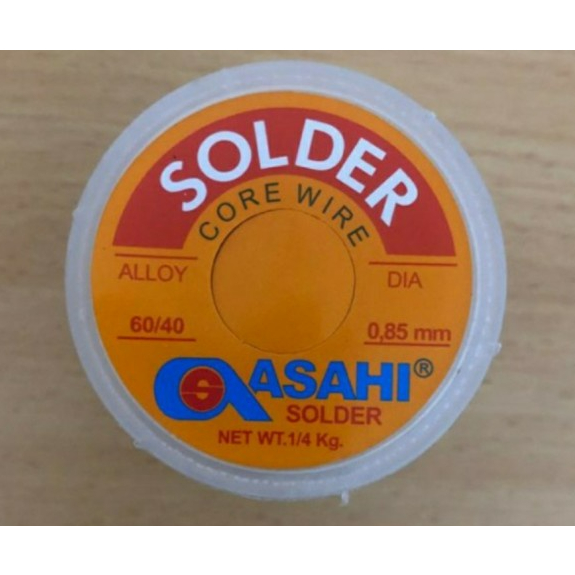 SOLDER
CORE WIRE
ALLOY
DIA
60/40
0,85 mm
ASAHI®
SOLDER
NET WT.1/4 Kg.